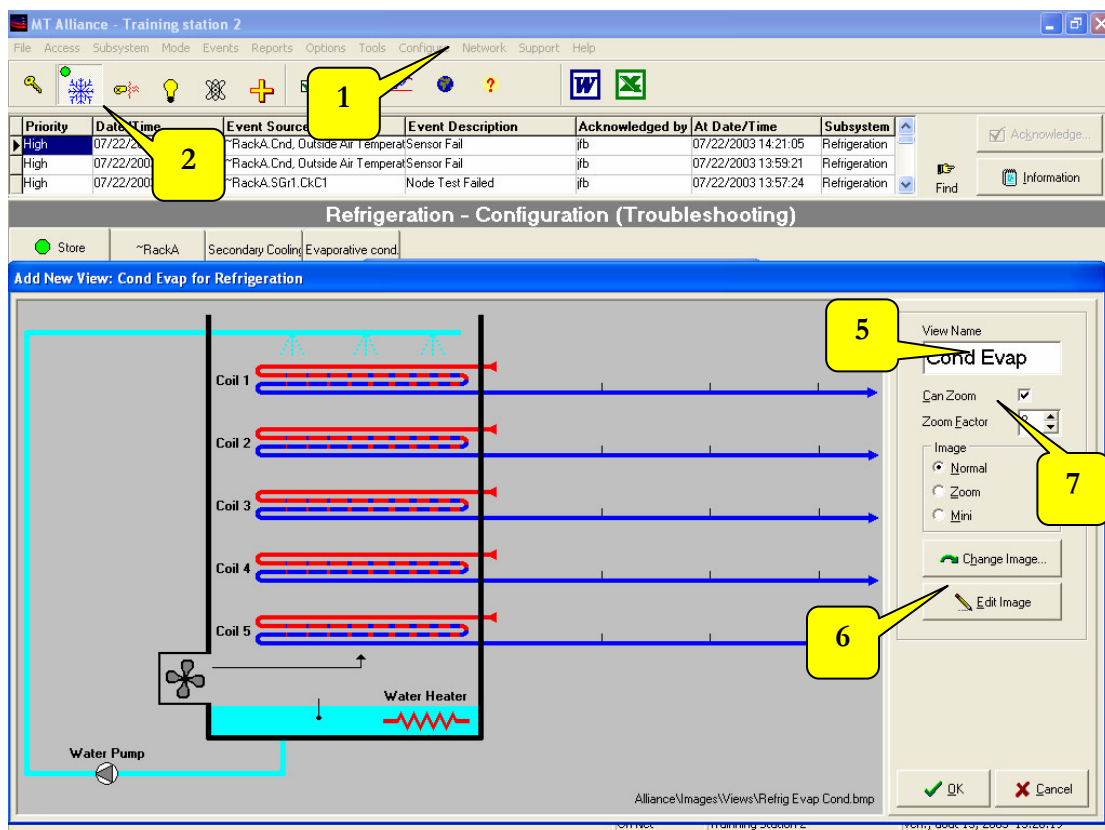 MT Alliance - Training station 2
File Access Subsystem Mode Events Reports Options Tools Configure Network Support Help
1
2
W
X
?
Priority Date/Time Event Source Event Description Acknowledged by At Date/Time Subsystem
High 07/22/2003 ~RackA.Cnd, Outside Air Temperat Sensor Fail jfb 07/22/2003 14:21:05 Refrigeration
High 07/22/2003 ~RackA.Cnd, Outside Air Temperat Sensor Fail jfb 07/22/2003 13:59:21 Refrigeration
High 07/22/2003 ~RackA.SGr1.CkC1 Node Test Failed jfb 07/22/2003 13:57:24 Refrigeration
Acknowledge...
Find
Information
Refrigeration - Configuration (Troubleshooting)
Store ~RackA Secondary Cooling Evaporative cond.
Add New View: Cond Evap for Refrigeration
Coil 1
Coil 2
Coil 3
Coil 4
Coil 5
Water Heater
Water Pump
Alliance\Images\Views\Refrig Evap Cond.bmp
5
View Name
Cond Evap
Can Zoom
Zoom Factor
7
Image
Normal
Zoom
Mini
Change Image...
Edit Image
6
OK
Cancel